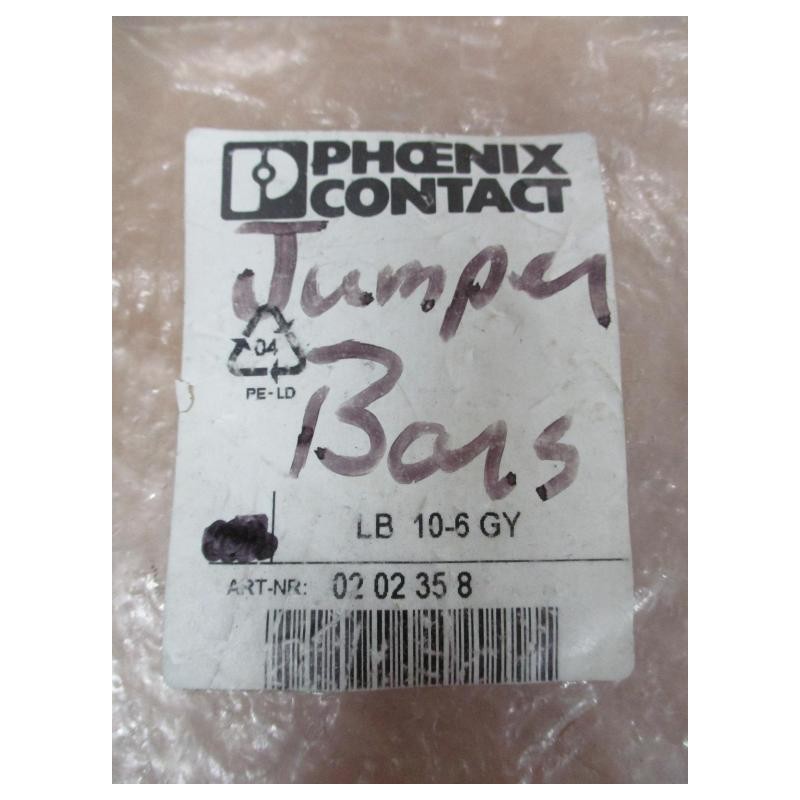 PHŒNIX
CONTACT
Jumper
04
PE-LD
Bars
LB 10-6 GY
ART-NR: 02 02 35 8